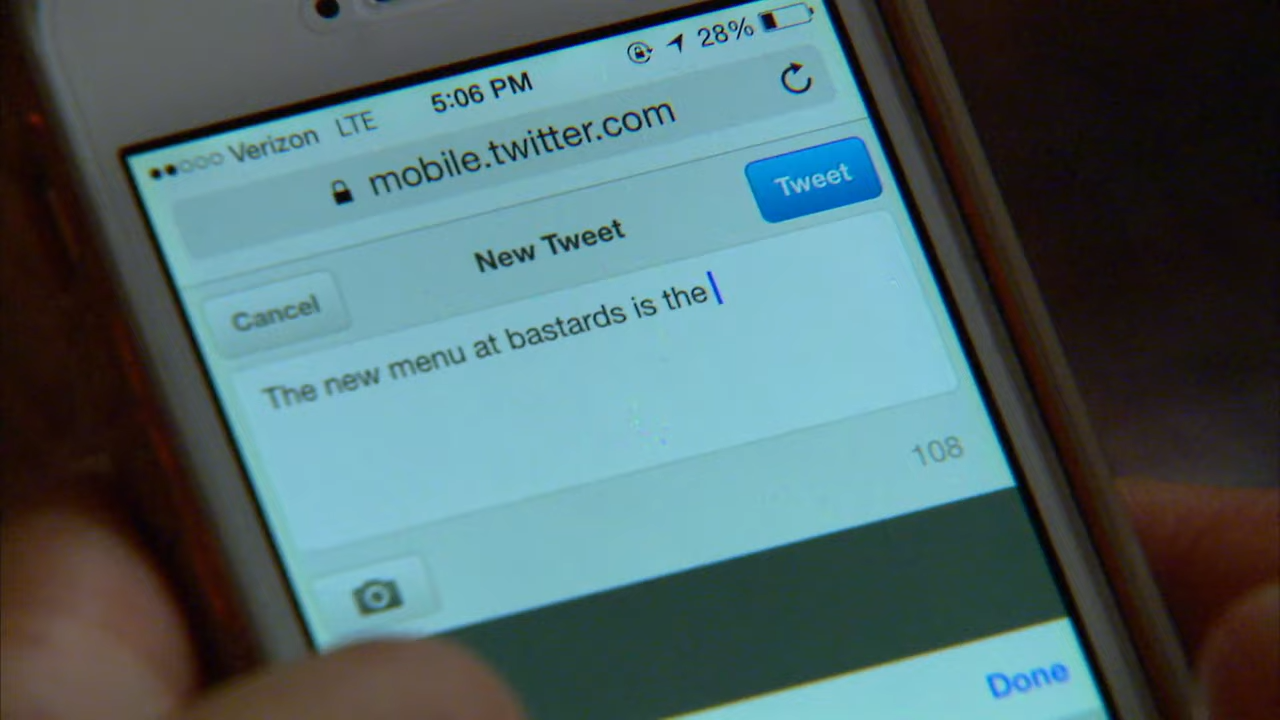 Verizon LTE 5:06 PM 28%
mobile.twitter.com
Cancel New Tweet Tweet
The new menu at bastards is the
108
Done